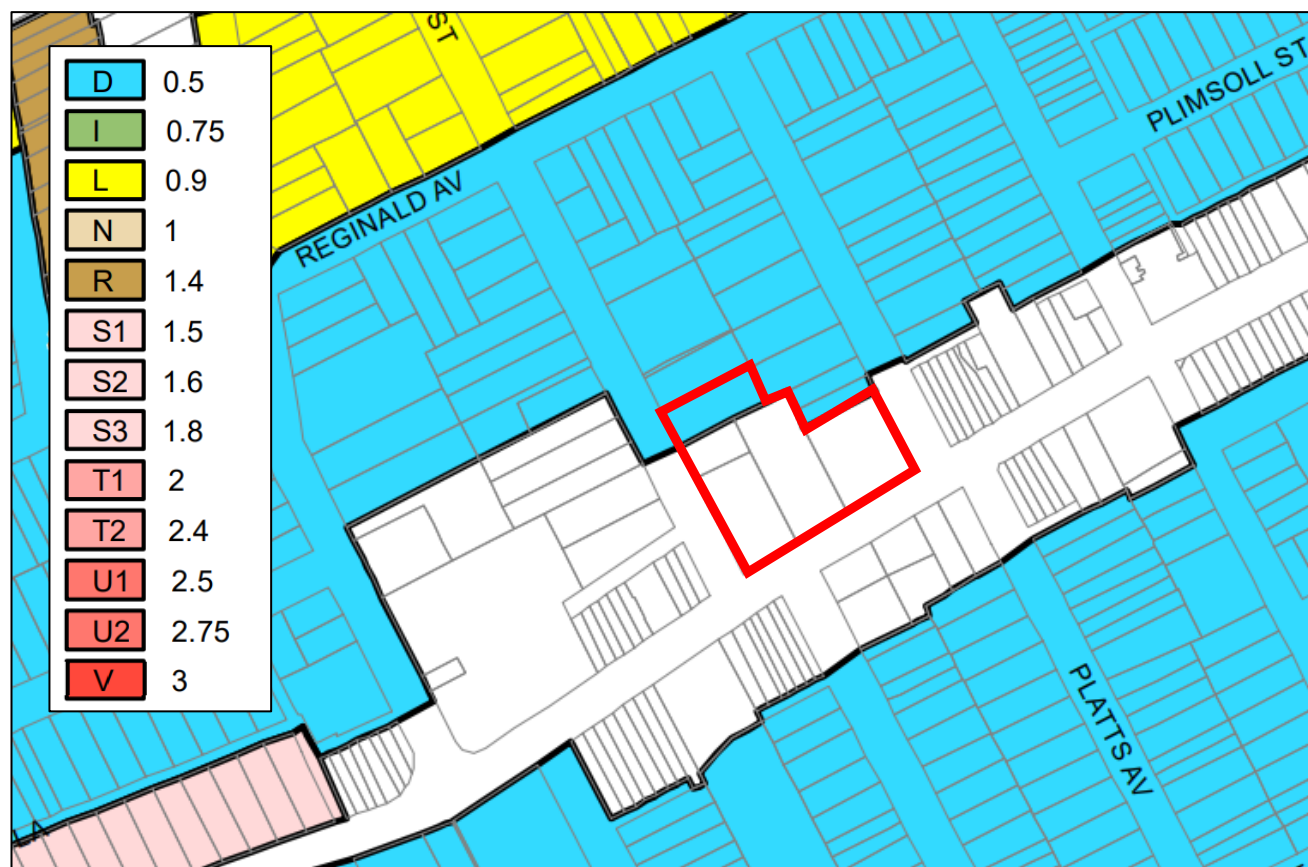 ST
D 0.5
I 0.75
L 0.9
N 1
R 1.4
S1 1.5
S2 1.6
S3 1.8
T1 2
T2 2.4
U1 2.5
U2 2.75
V 3
REGINALD AV
PLIMSOLL ST
PLATTS AV
LA